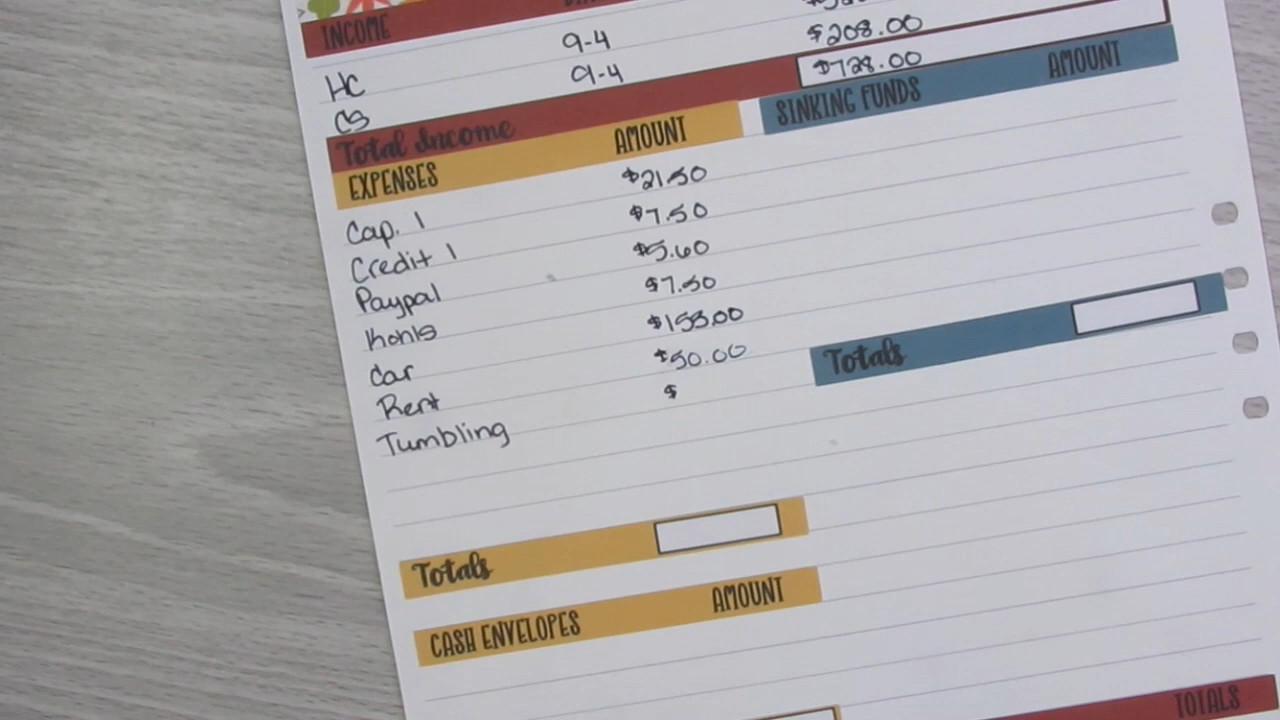 INCOME
HC 9-4
CS 9-4 $208.00
Total Income $728.00
EXPENSES AMOUNT
Cap. 1 $21.50
Credit 1 $7.50
Paypal $5.60
Kohls $7.50
Car $153.00
Rent $50.00
Tumbling $
Totals
CASH ENVELOPES AMOUNT
SINKING FUNDS AMOUNT
Totals
TOTALS